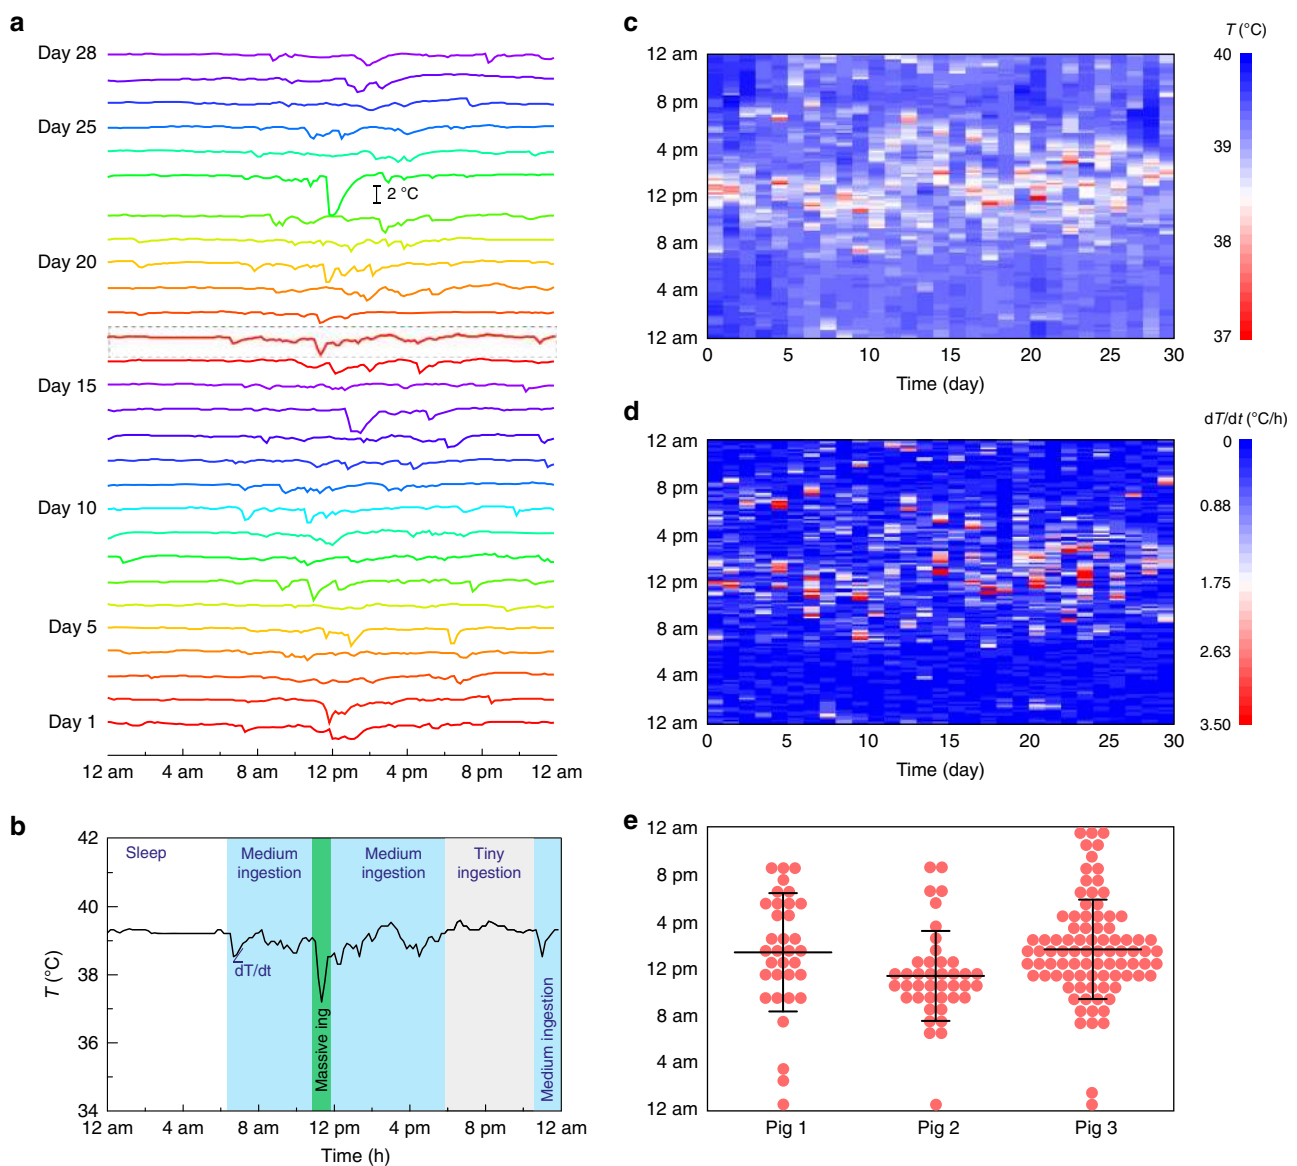 a
Day 28
Day 25
2 °C
Day 20
Day 15
Day 10
Day 5
Day 1
12 am 4 am 8 am 12 pm 4 pm 8 pm 12 am
b
42
40
38
36
34
T (°C)
Sleep
Medium
ingestion
Medium
ingestion
Tiny
ingestion
dT/dt
Massive ing
Medium ingestion
12 am 4 am 8 am 12 pm 4 pm 8 pm 12 am
Time (h)
c
T (°C)
12 am
8 pm
4 pm
12 pm
8 am
4 am
12 am
0 5 10 15 20 25 30
Time (day)
40
39
38
37
d
dT/dt (°C/h)
12 am
8 pm
4 pm
12 pm
8 am
4 am
12 am
0 5 10 15 20 25 30
Time (day)
0
0.88
1.75
2.63
3.50
e
12 am
8 pm
4 pm
12 pm
8 am
4 am
12 am
Pig 1 Pig 2 Pig 3